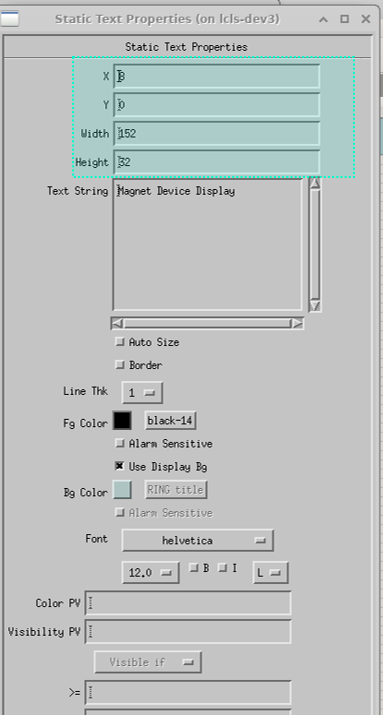 Static Text Properties (on lcls-dev3)
Static Text Properties
X 8
Y 0
Width 152
Height 32
Text String Magnet Device Display
Auto Size
Border
Line Thk 1
Fg Color black-14
Alarm Sensitive
Use Display Bg
Bg Color RING title
Alarm Sensitive
Font helvetica
12.0 B I L
Color PV
Visibility PV
Visible if
>=